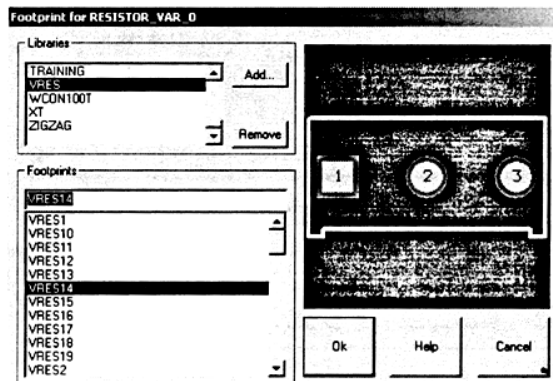 Footprint for RESISTOR_VAR_0
Libraries
TRAINING
VRES
WCON100T
XT
ZIGZAG
Add...
Remove
Footprints
VRES14
VRES1
VRES10
VRES11
VRES12
VRES13
VRES14
VRES15
VRES16
VRES17
VRES18
VRES19
VRES2
1 2 3
Ok Help Cancel